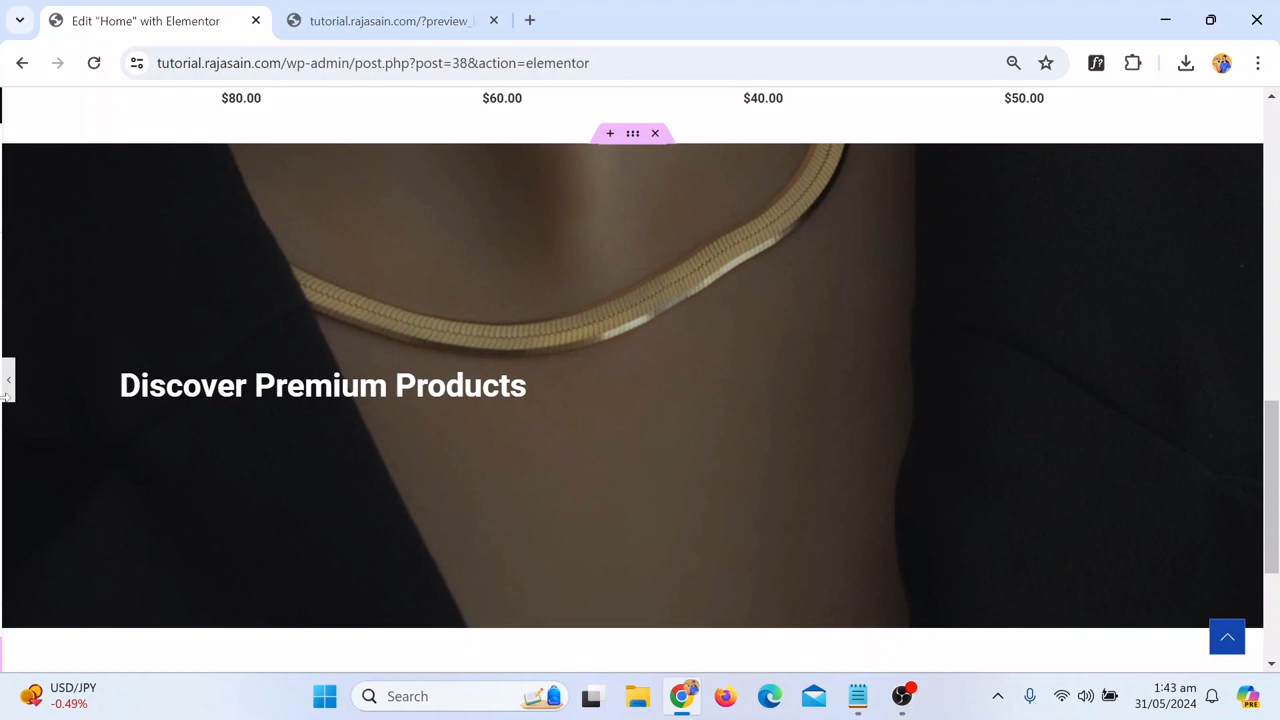 Edit "Home" with Elementor
tutorial.rajasain.com/?preview_
tutorial.rajasain.com/wp-admin/post.php?post=38&action=elementor
f?
$80.00 $60.00 $40.00 $50.00
Discover Premium Products
USD/JPY
-0.49%
Search
1:43 am
31/05/2024
PRE